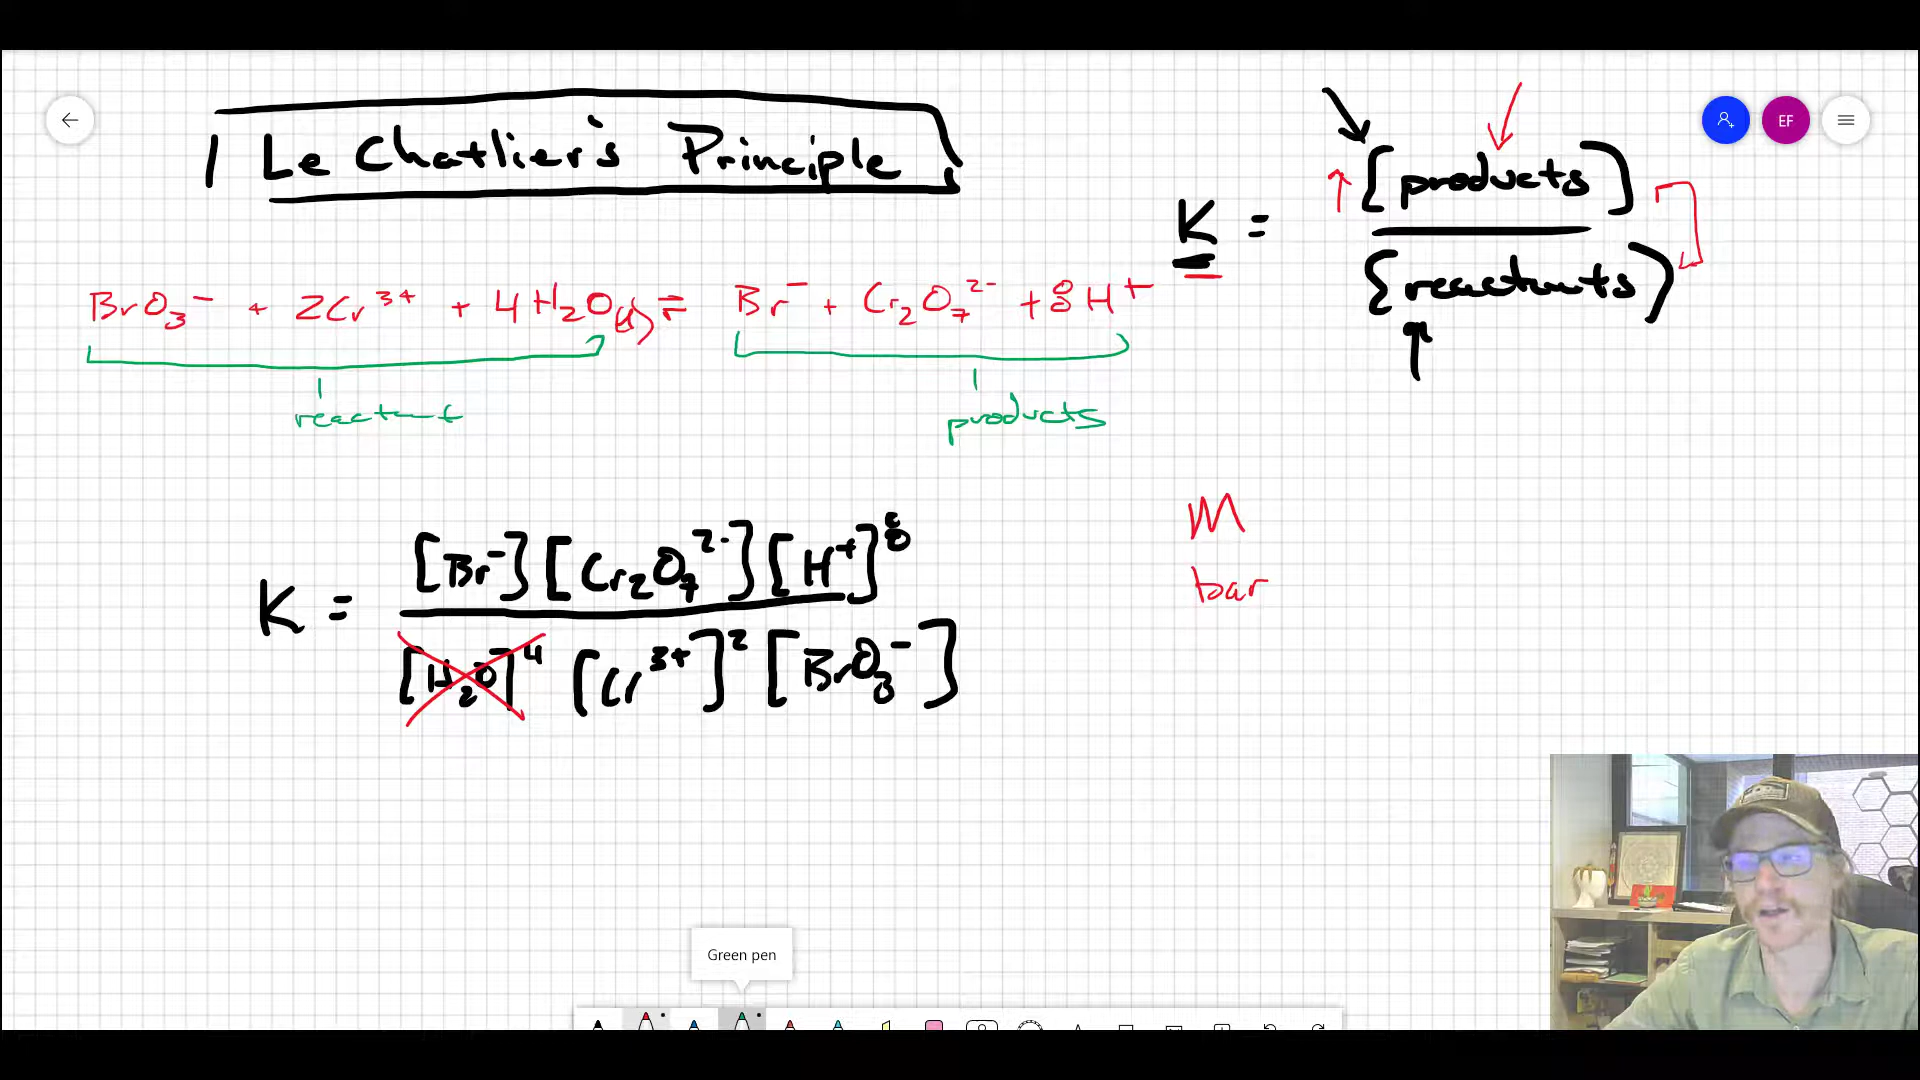 Le Chatlier's Principle
EF
K = [products] / {reactants}
BrO₃⁻ + 2Cr³⁺ + 4H₂O(l) ⇌ Br⁻ + Cr₂O₇²⁻ + 8H⁺
reactant
products
M
bar
K = [Br⁻][Cr₂O₇²⁻][H⁺]⁸ / [H₂O]⁴ [Cr³⁺]² [BrO₃⁻]
Green pen